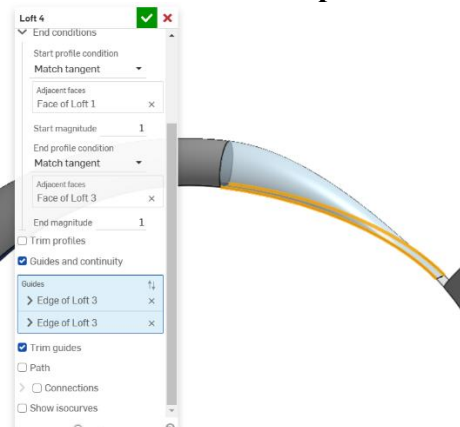 Loft 4
End conditions
Start profile condition
Match tangent
Adjacent faces
Face of Loft 1
Start magnitude 1
End profile condition
Match tangent
Adjacent faces
Face of Loft 3
End magnitude 1
Trim profiles
Guides and continuity
Guides
Edge of Loft 3
Edge of Loft 3
Trim guides
Path
Connections
Show isocurves